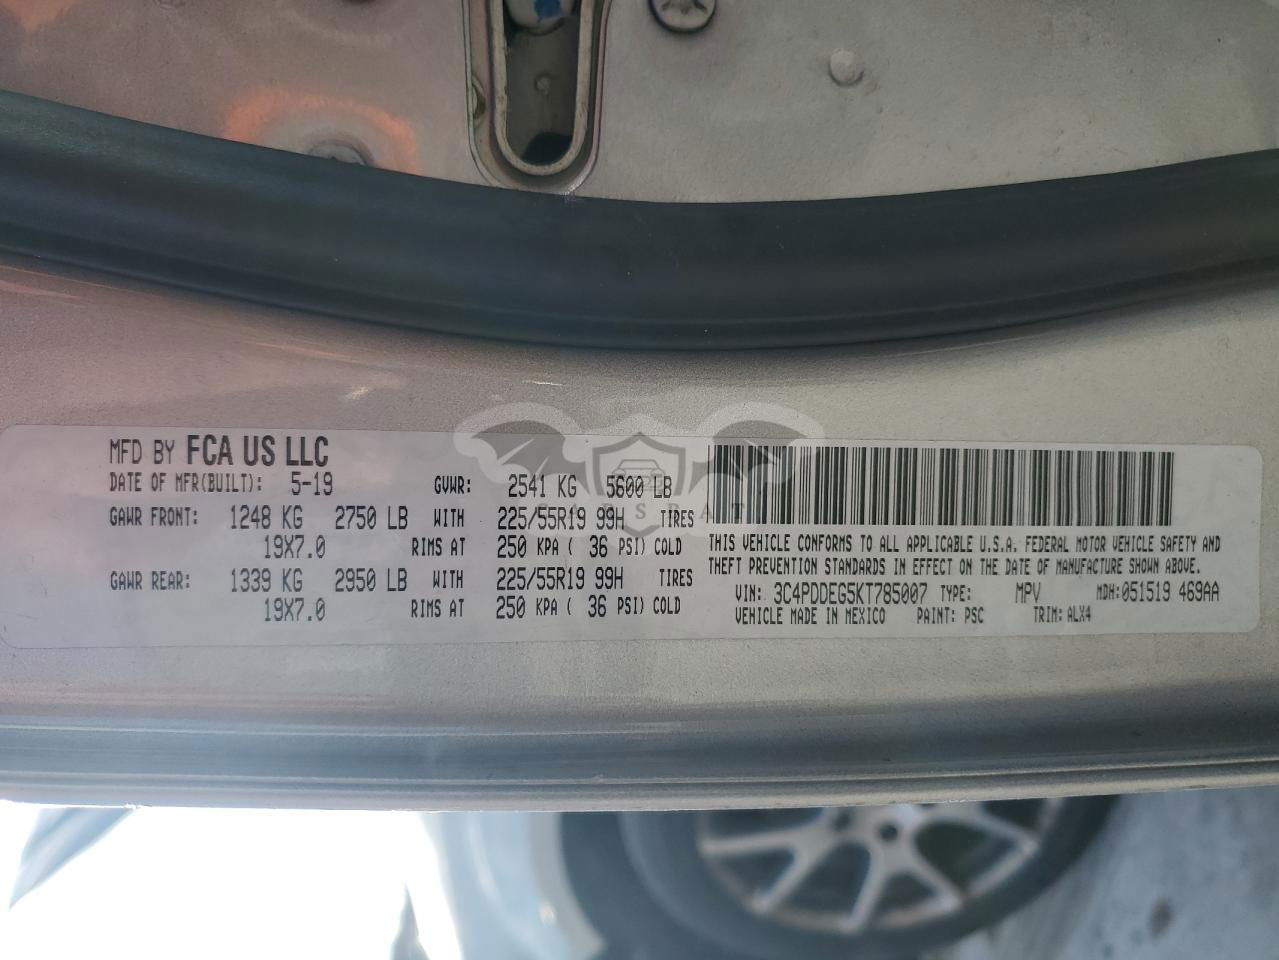 MFD BY FCA US LLC
DATE OF MFR(BUILT): 5-19 GVWR: 2541 KG 5600 LB
GAWR FRONT: 1248 KG 2750 LB WITH 225/55R19 99H TIRES
19X7.0 RIMS AT 250 KPA ( 36 PSI) COLD
GAWR REAR: 1339 KG 2950 LB WITH 225/55R19 99H TIRES
19X7.0 RIMS AT 250 KPA ( 36 PSI) COLD
THIS VEHICLE CONFORMS TO ALL APPLICABLE U.S.A. FEDERAL MOTOR VEHICLE SAFETY AND
THEFT PREVENTION STANDARDS IN EFFECT ON THE DATE OF MANUFACTURE SHOWN ABOVE.
VIN: 3C4PDDEG5KT785007 TYPE: MPV MDH:051519 469AA
VEHICLE MADE IN MEXICO PAINT: PSC TRIM: ALX4